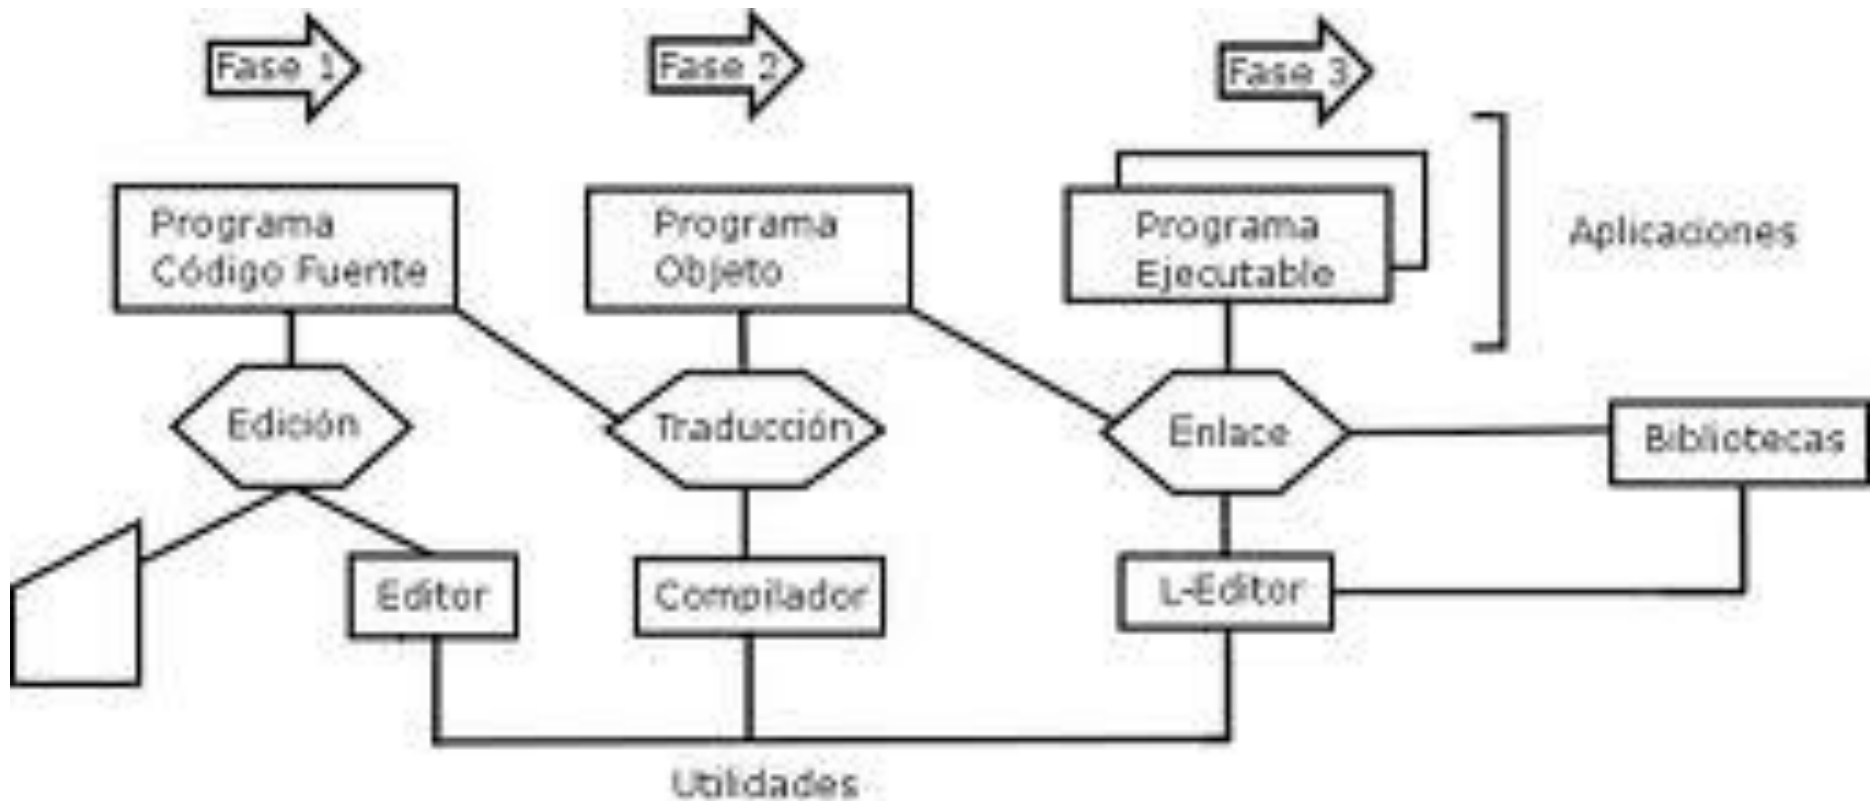 Fase 1
Fase 2
Fase 3
Programa
Código Fuente
Programa
Objeto
Programa
Ejecutable
Aplicaciones
Edición
Traducción
Enlace
Bibliotecas
Editor
Compilador
L-Editor
Utilidades